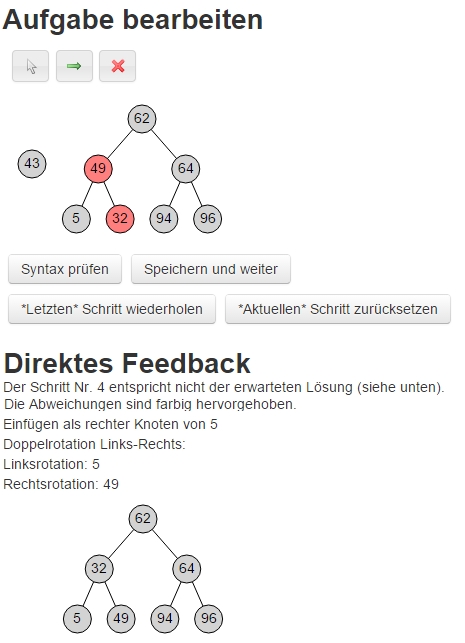 Aufgabe bearbeiten
62
43
49
64
5
32
94
96
Syntax prüfen
Speichern und weiter
*Letzten* Schritt wiederholen
*Aktuellen* Schritt zurücksetzen
Direktes Feedback
Der Schritt Nr. 4 entspricht nicht der erwarteten Lösung (siehe unten).
Die Abweichungen sind farbig hervorgehoben.
Einfügen als rechter Knoten von 5
Doppelrotation Links-Rechts:
Linksrotation: 5
Rechtsrotation: 49
62
32
64
5
49
94
96